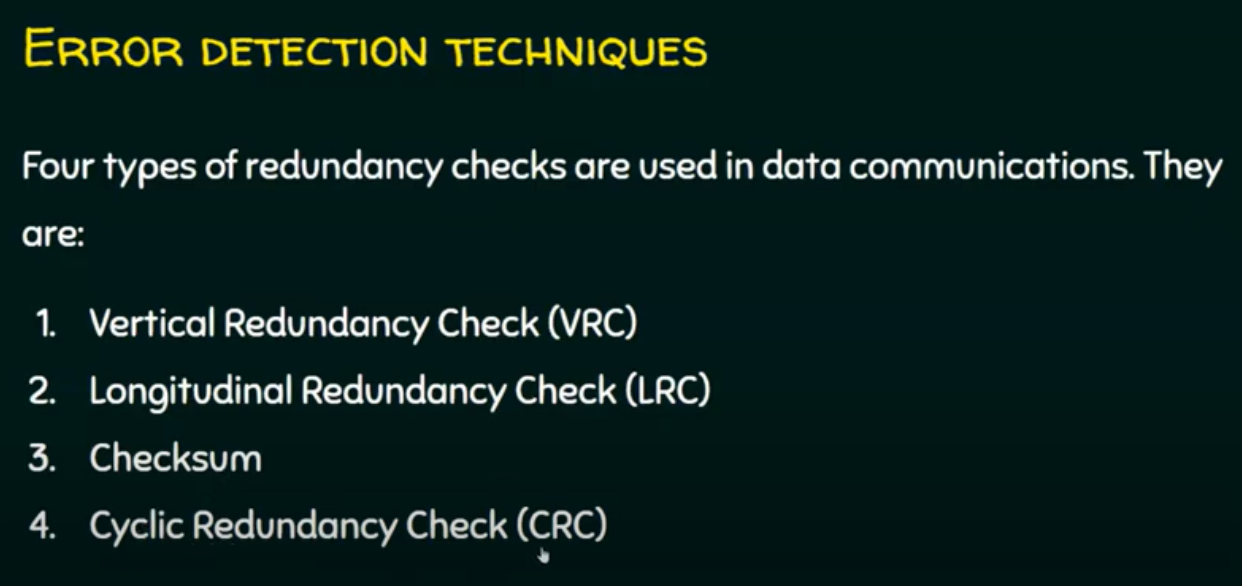 ERROR DETECTION TECHNIQUES
Four types of redundancy checks are used in data communications. They
are:
1. Vertical Redundancy Check (VRC)
2. Longitudinal Redundancy Check (LRC)
3. Checksum
4. Cyclic Redundancy Check (CRC)